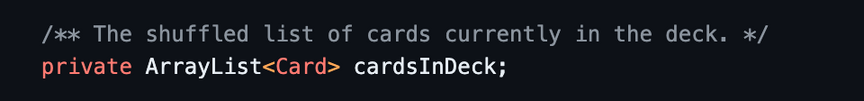 /** The shuffled list of cards currently in the deck. */
private ArrayList<Card> cardsInDeck;